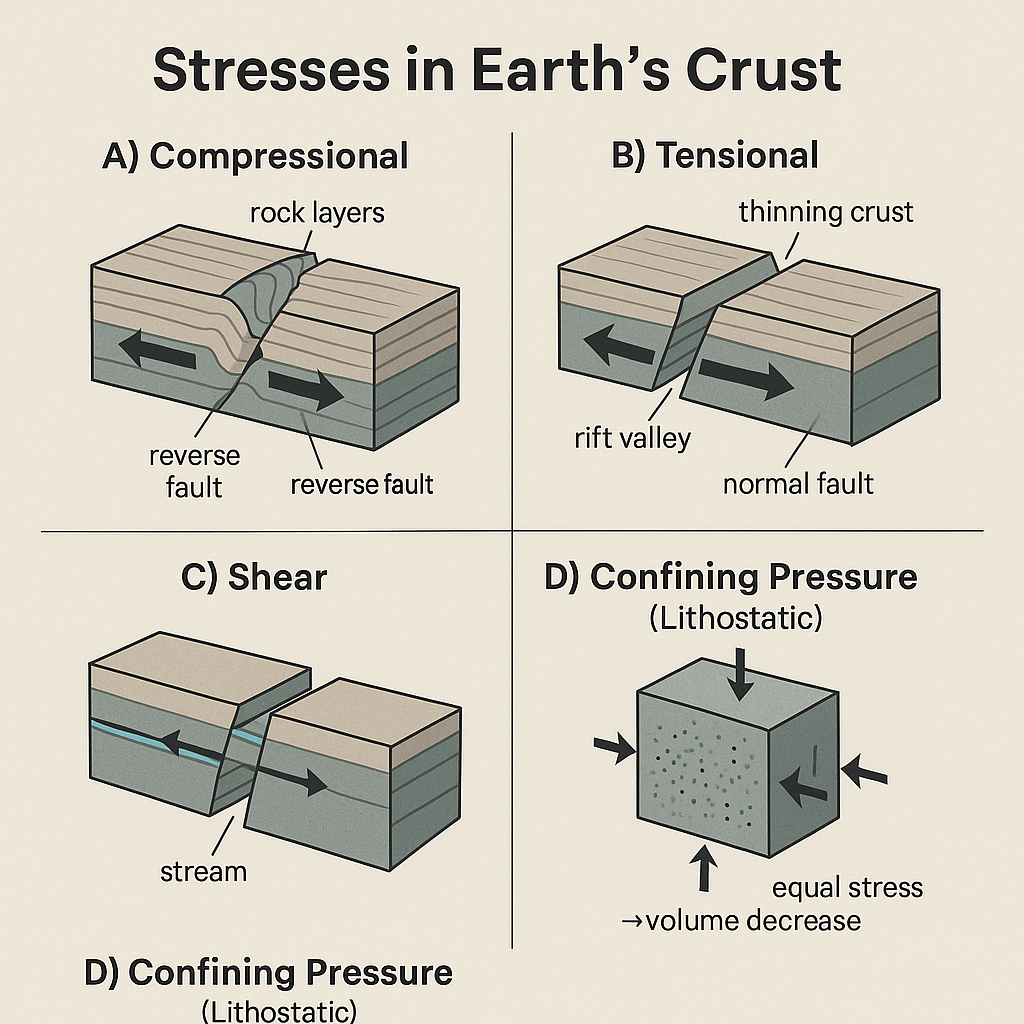 Stresses in Earth’s Crust
A) Compressional
rock layers
reverse
fault
reverse fault
B) Tensional
thinning crust
rift valley
normal fault
C) Shear
stream
D) Confining Pressure
(Lithostatic)
equal stress
→volume decrease
D) Confining Pressure
(Lithostatic)